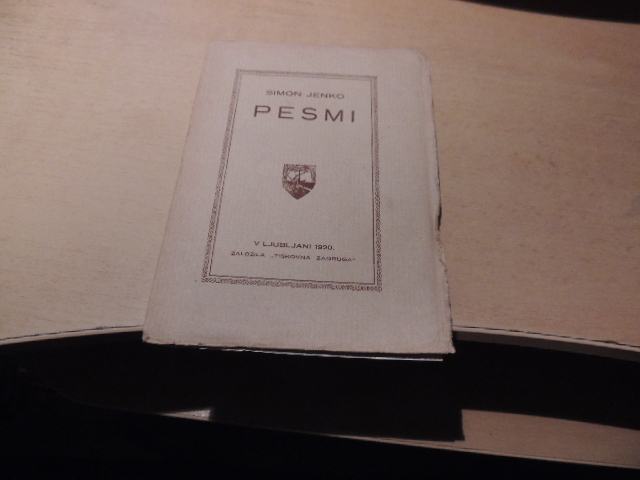 SIMON JENKO
PESMI
V LJUBLJANI 1920.
ZALOŽILA „TISKOVNA ZADRUGA“